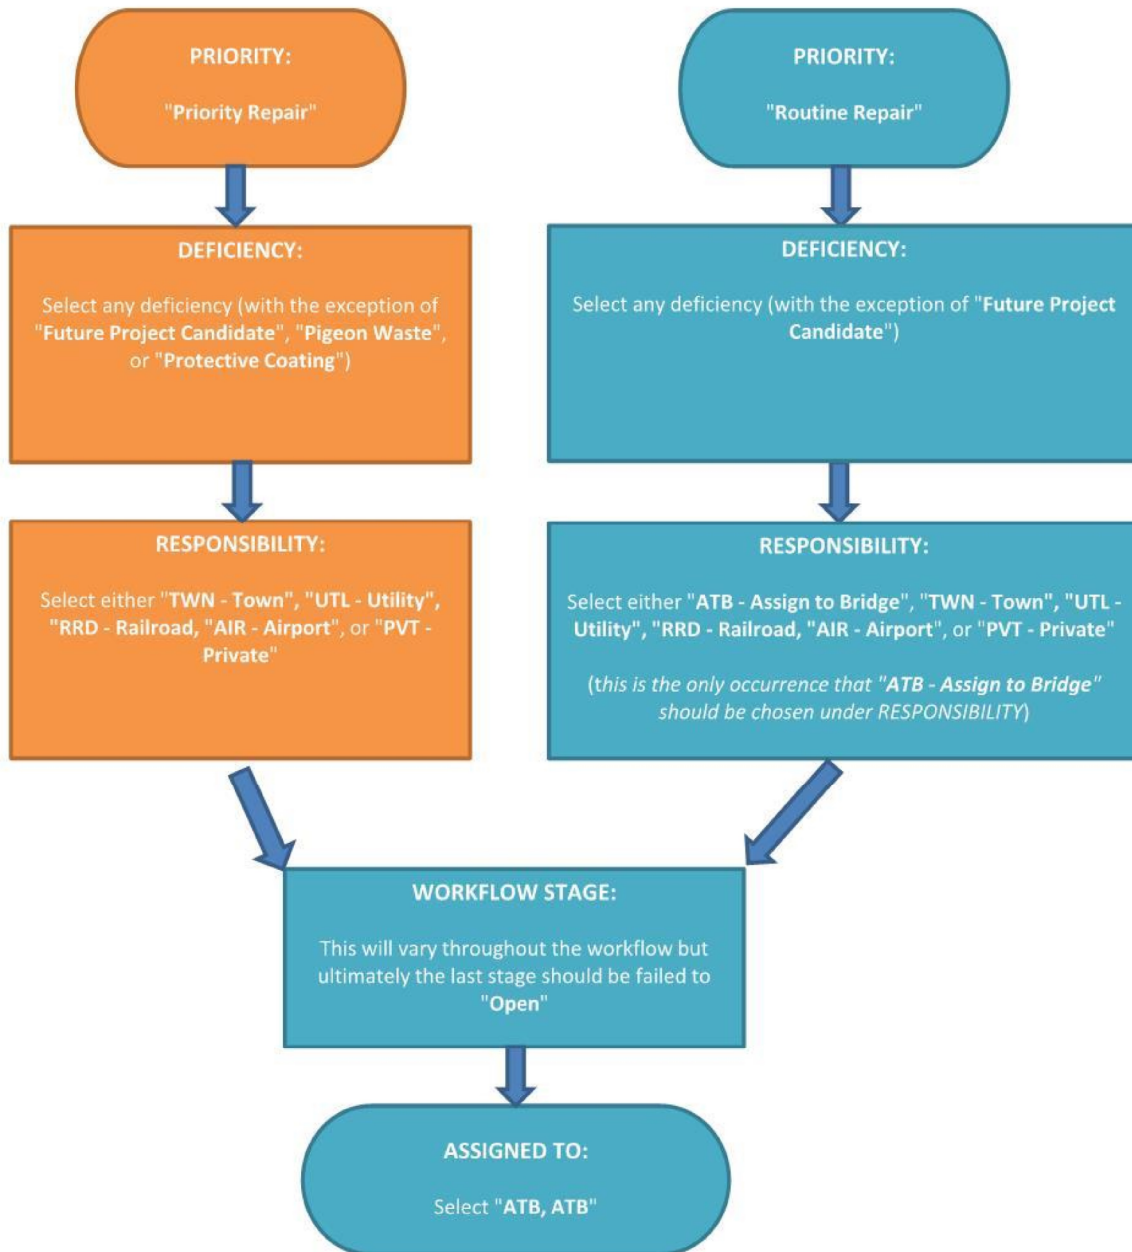 PRIORITY:
"Priority Repair"
DEFICIENCY:
Select any deficiency (with the exception of
"Future Project Candidate", "Pigeon Waste",
or "Protective Coating")
RESPONSIBILITY:
Select either "TWN - Town", "UTL - Utility",
"RRD - Railroad, "AIR - Airport", or "PVT -
Private"
PRIORITY:
"Routine Repair"
DEFICIENCY:
Select any deficiency (with the exception of "Future Project
Candidate")
RESPONSIBILITY:
Select either "ATB - Assign to Bridge", "TWN - Town", "UTL -
Utility", "RRD - Railroad, "AIR - Airport", or "PVT - Private"
(this is the only occurrence that "ATB - Assign to Bridge"
should be chosen under RESPONSIBILITY)
WORKFLOW STAGE:
This will vary throughout the workflow but
ultimately the last stage should be failed to
"Open"
ASSIGNED TO:
Select "ATB, ATB"